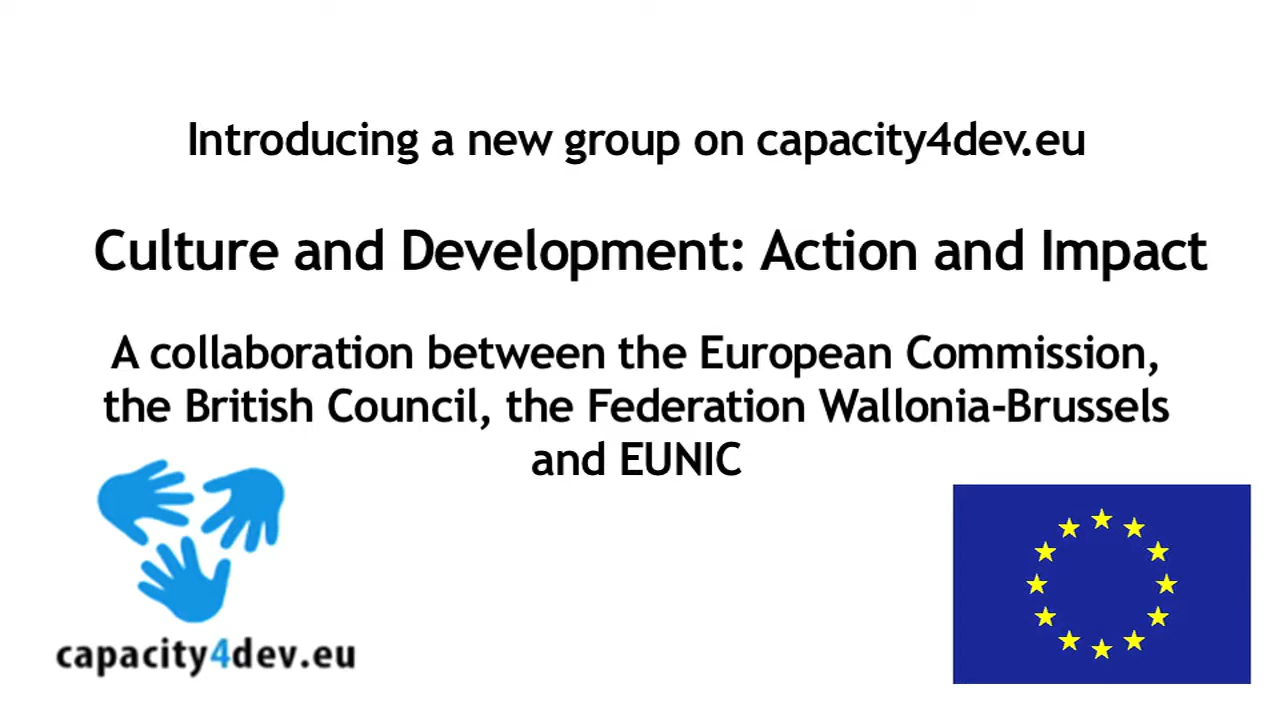 Introducing a new group on capacity4dev.eu
Culture and Development: Action and Impact
A collaboration between the European Commission,
the British Council, the Federation Wallonia-Brussels
and EUNIC
capacity4dev.eu